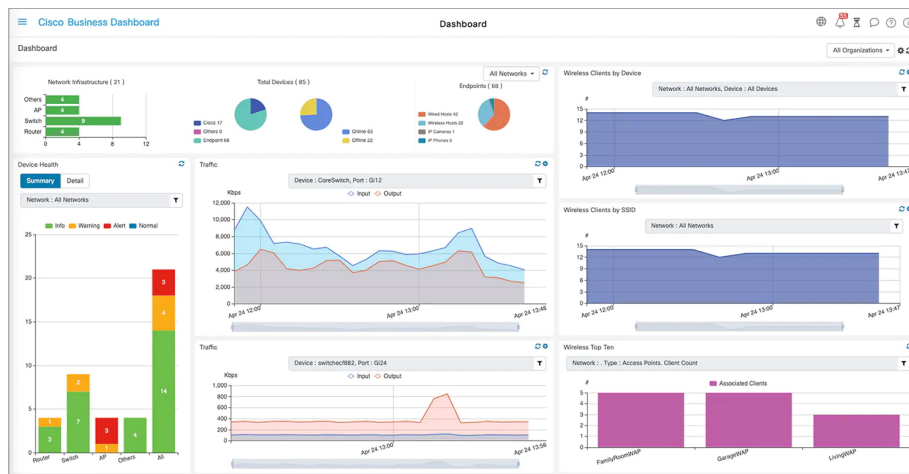 Cisco Business Dashboard
Dashboard
55
Dashboard
All Organizations
Network Infrastructure ( 21 )
Others 4
AP 4
Switch 9
Router 4
0 4 8 12
Total Devices ( 85 )
Cisco 17
Others 0
Endpoint 68
Online 63
Offline 22
All Networks
Endpoints ( 68 )
Wired Hosts 42
Wireless Hosts 22
IP Cameras 1
IP Phones 3
Wireless Clients by Device
Network : All Networks, Device : All Devices
#
15
12
9
6
3
0
Apr 24 12:00 Apr 24 13:00 Apr 24 13:47
Device Health
Summary Detail
Network : All Networks
Info Warning Alert Normal
25
20
15
10
5
0
1
3
2
7
3
1
4
3
4
14
Router Switch AP Others All
Traffic
Device : CoreSwitch, Port : Gi12
Input Output
Kbps
12,000
10,000
8,000
6,000
4,000
2,000
0
Apr 24 12:00 Apr 24 13:00 Apr 24 13:48
Wireless Clients by SSID
Network : All Networks
#
15
12
9
6
3
0
Apr 24 12:00 Apr 24 13:00 Apr 24 13:47
Traffic
Device : switchecf882, Port : Gi24
Input Output
Kbps
1,000
800
600
400
200
0
Apr 24 13:00 Apr 24 13:56
Wireless Top Ten
Network : . Type : Access Points. Client Count
Associated Clients
#
5
4
3
2
1
0
FamilyRoomWAP GarageWAP LivingWAP